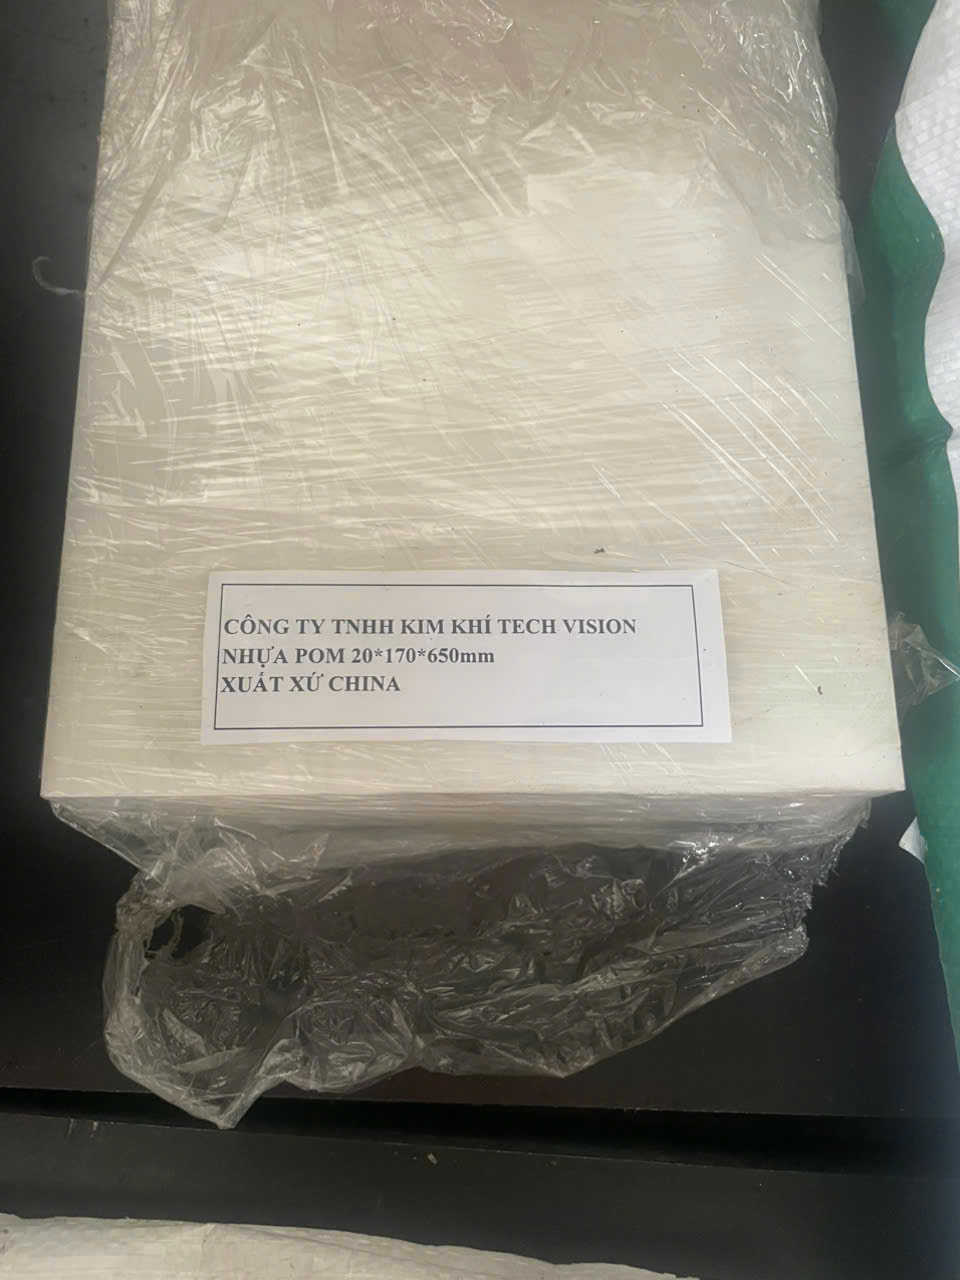 CÔNG TY TNHH KIM KHÍ TECH VISION
NHỰA POM 20*170*650mm
XUẤT XỨ CHINA